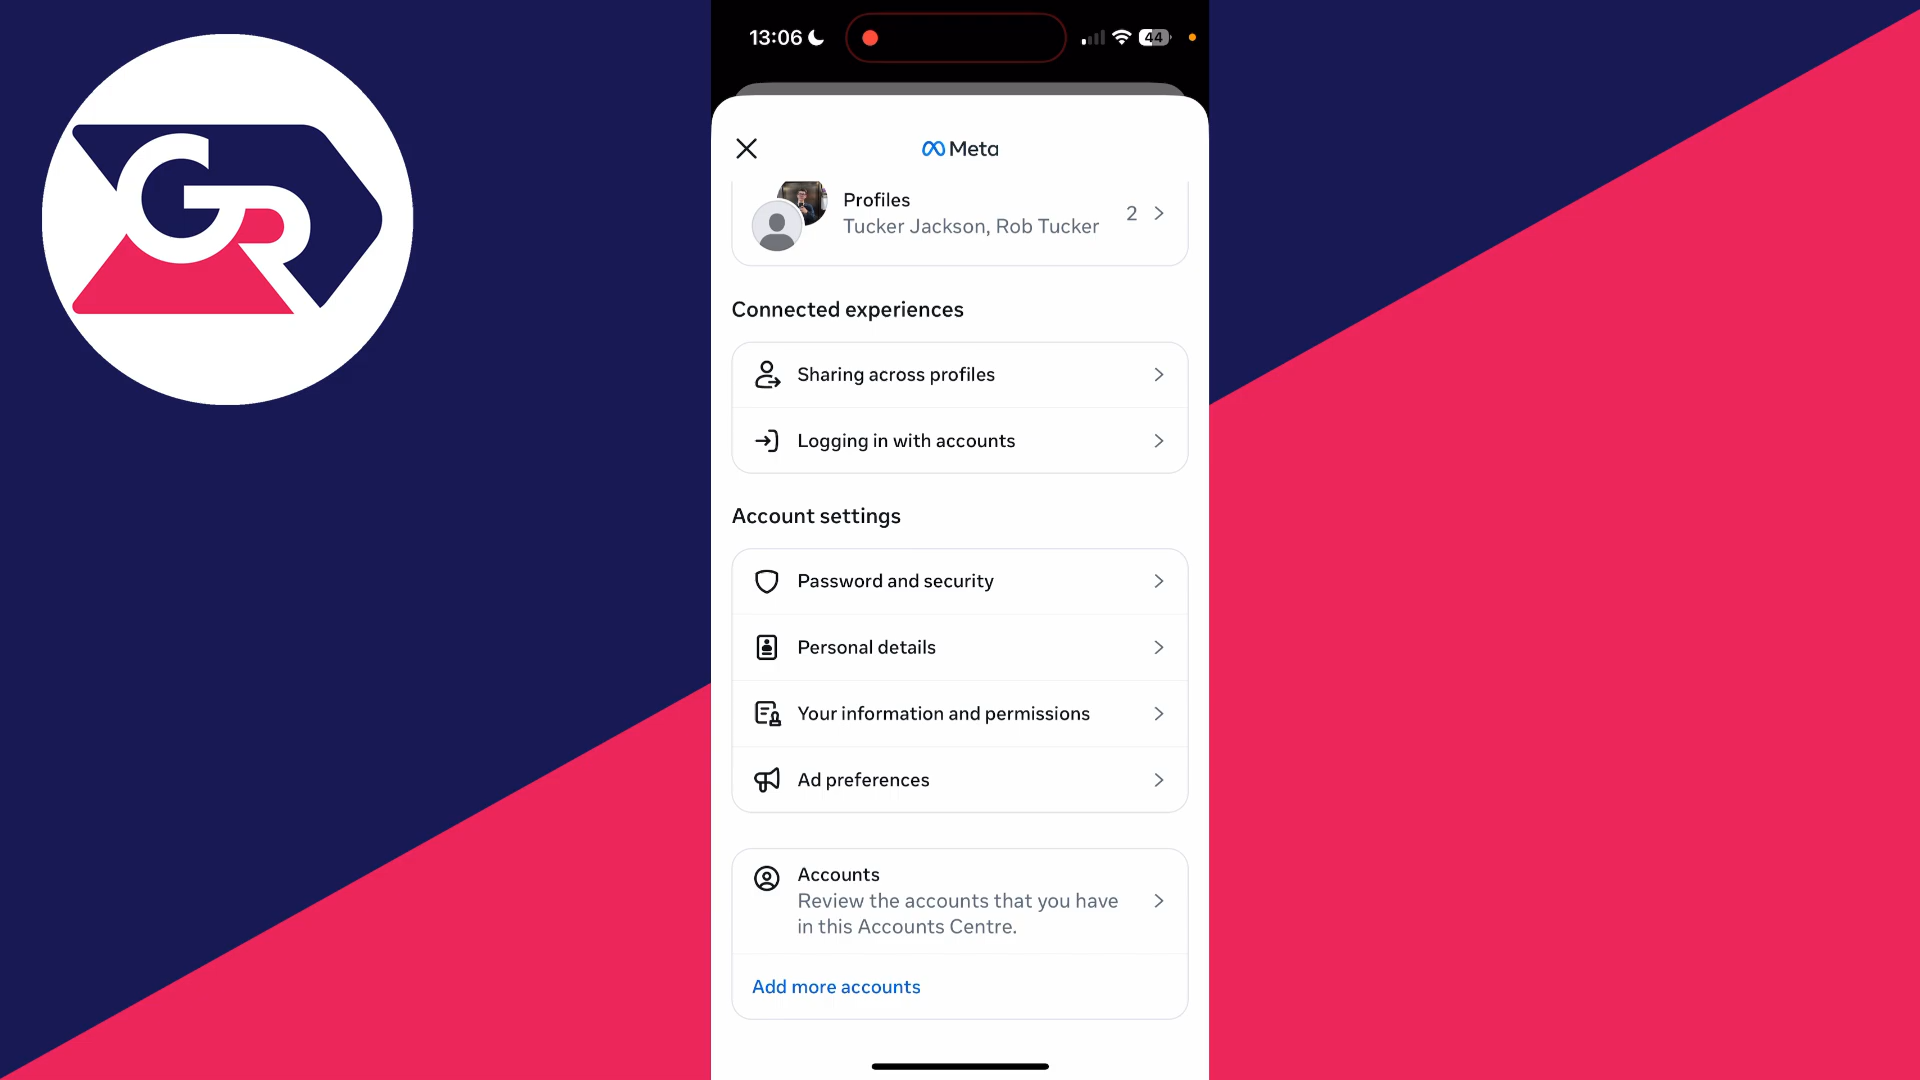 GR
13:06
44
Meta
Profiles
Tucker Jackson, Rob Tucker
2
Connected experiences
Sharing across profiles
Logging in with accounts
Account settings
Password and security
Personal details
Your information and permissions
Ad preferences
Accounts
Review the accounts that you have
in this Accounts Centre.
Add more accounts